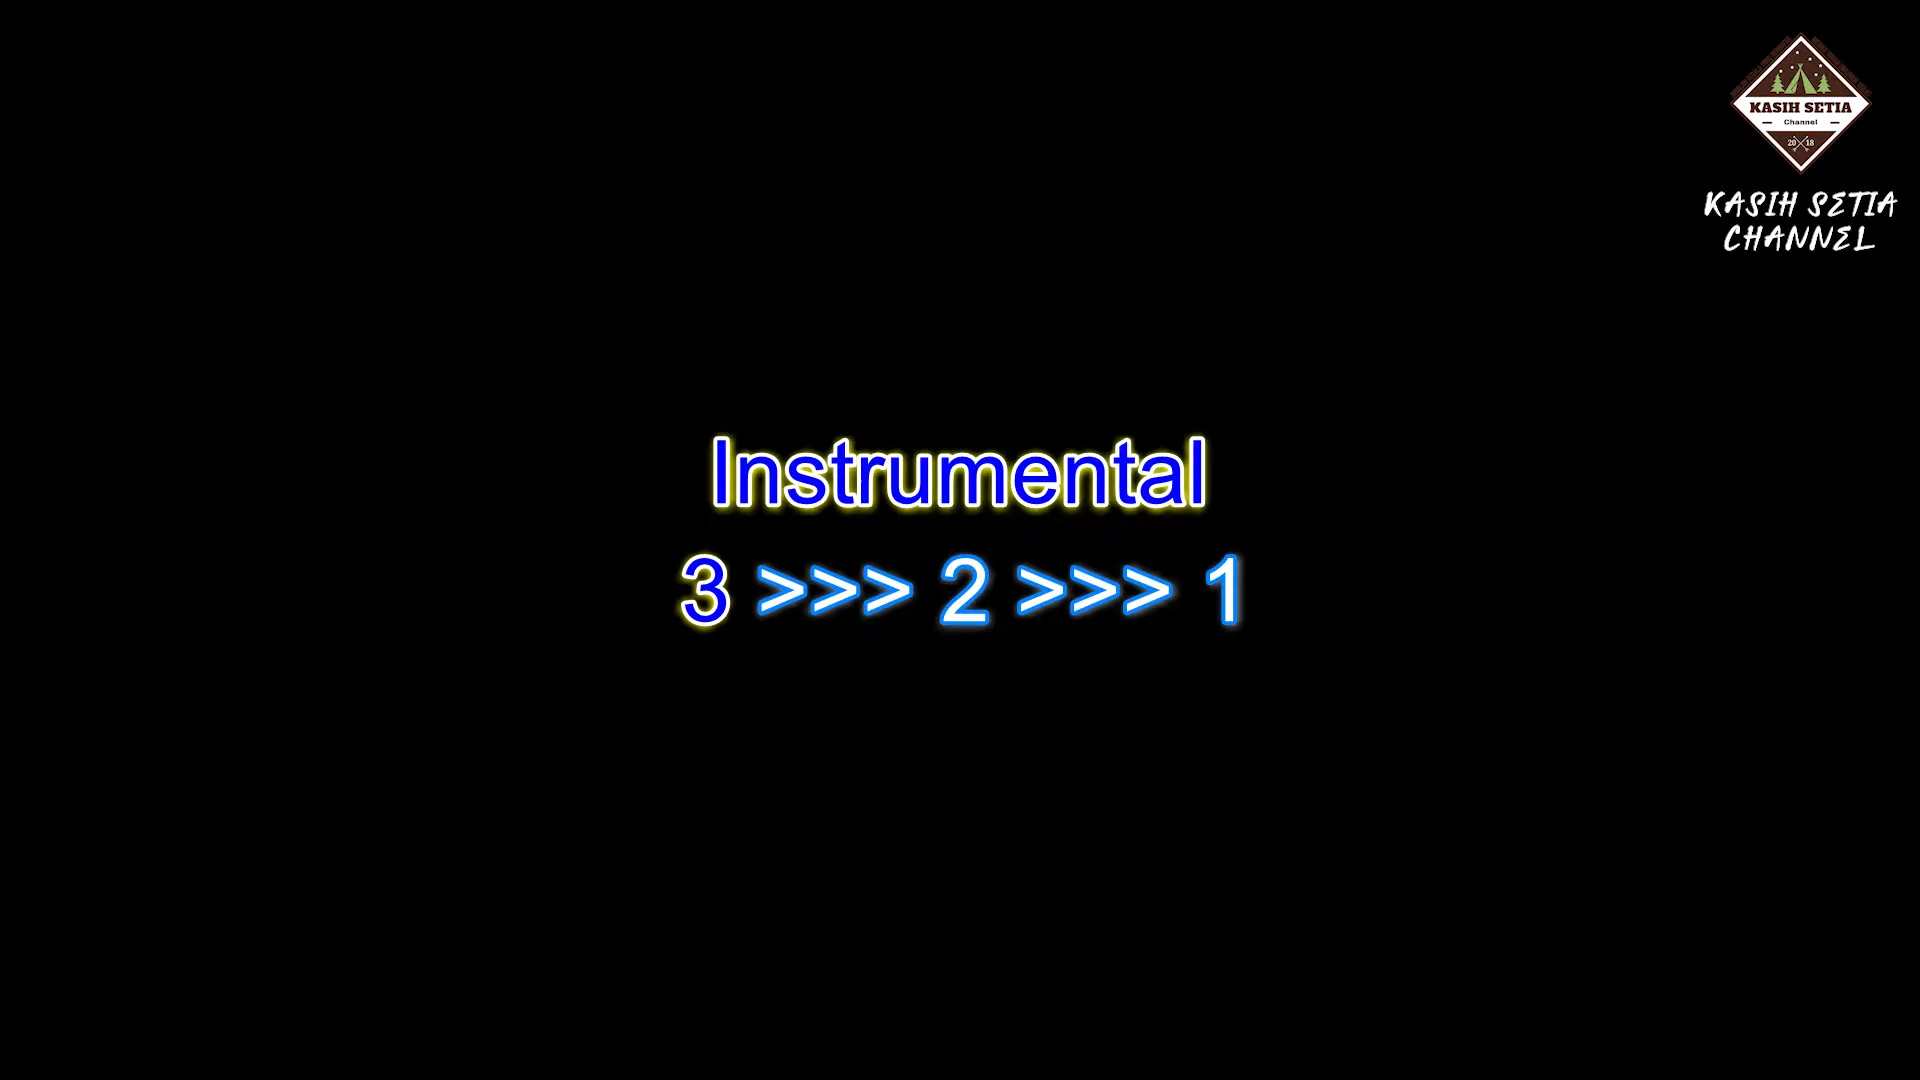 KASIH SETIA
Channel
20 18
KASIH SETIA
CHANNEL
Instrumental
3 >>> 2 >>> 1